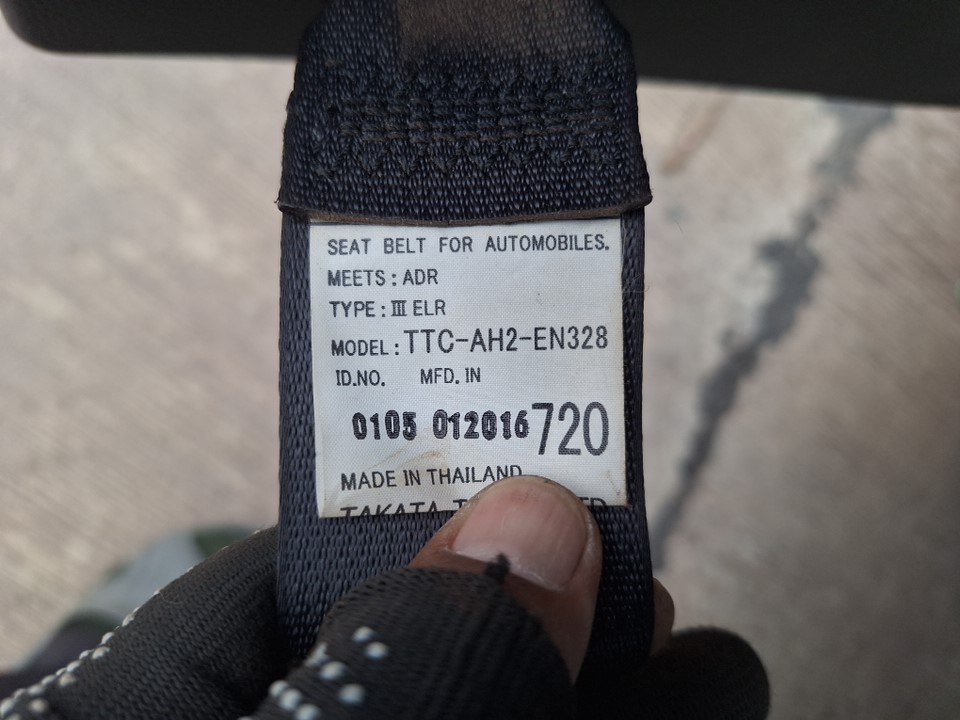 SEAT BELT FOR AUTOMOBILES.
MEETS : ADR
TYPE : Ⅲ ELR
MODEL : TTC-AH2-EN328
ID.NO. MFD. IN
0105 012016 720
MADE IN THAILAND
TAKATA